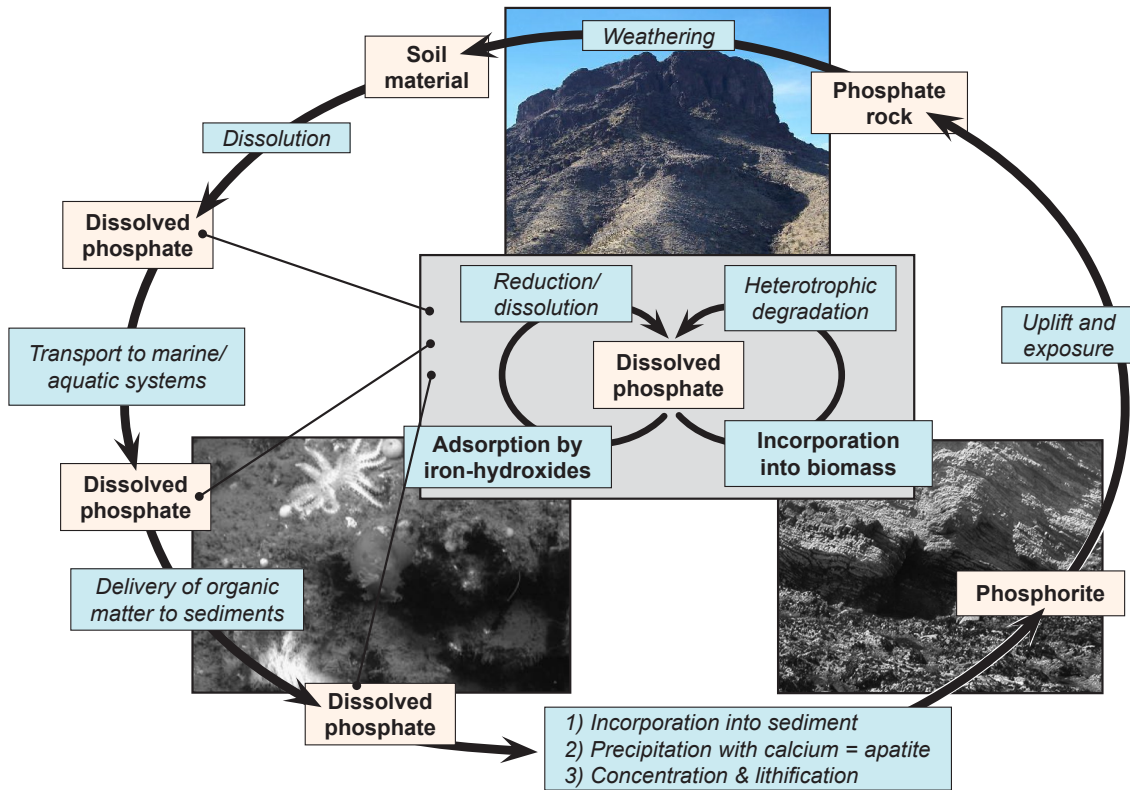 Weathering
Soil
material
Phosphate
rock
Dissolution
Dissolved
phosphate
Reduction/
dissolution
Heterotrophic
degradation
Uplift and
exposure
Transport to marine/
aquatic systems
Dissolved
phosphate
Adsorption by
iron-hydroxides
Incorporation
into biomass
Dissolved
phosphate
Delivery of organic
matter to sediments
Phosphorite
Dissolved
phosphate
1) Incorporation into sediment
2) Precipitation with calcium = apatite
3) Concentration & lithification